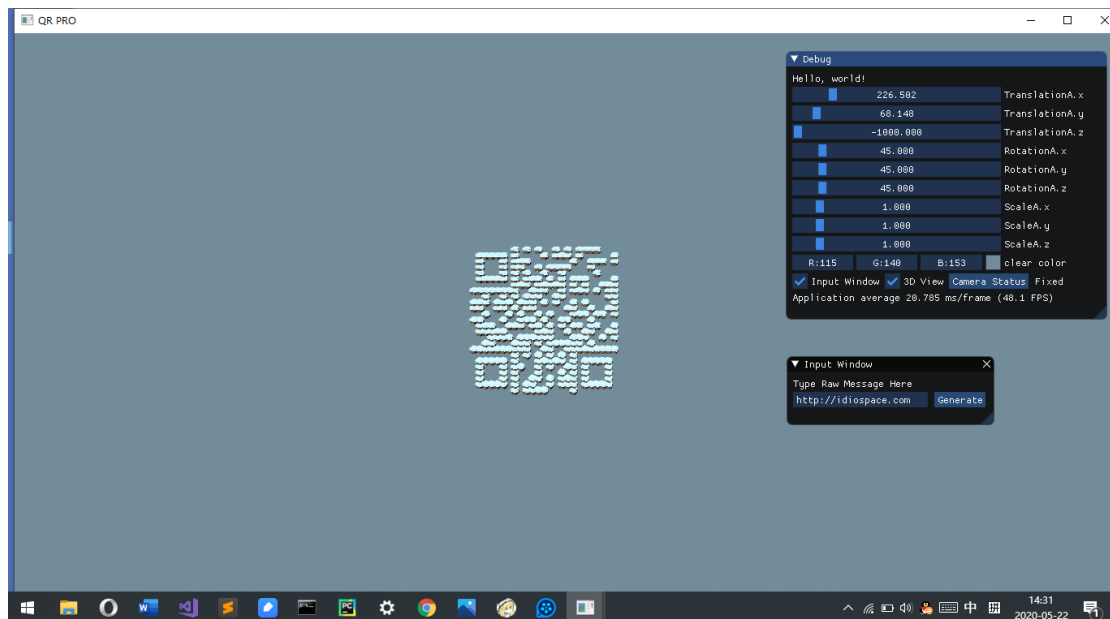 QR PRO
Debug
Hello, world!
226.502 TranslationA.x
68.148 TranslationA.y
-1000.000 TranslationA.z
45.000 RotationA.x
45.000 RotationA.y
45.000 RotationA.z
1.000 ScaleA.x
1.000 ScaleA.y
1.000 ScaleA.z
R:115 G:140 B:153 clear color
Input Window 3D View Camera Status Fixed
Application average 20.785 ms/frame (48.1 FPS)
Input Window
Type Raw Message Here
http://idiospace.com Generate
W PC 中 14:31
2020-05-22 1